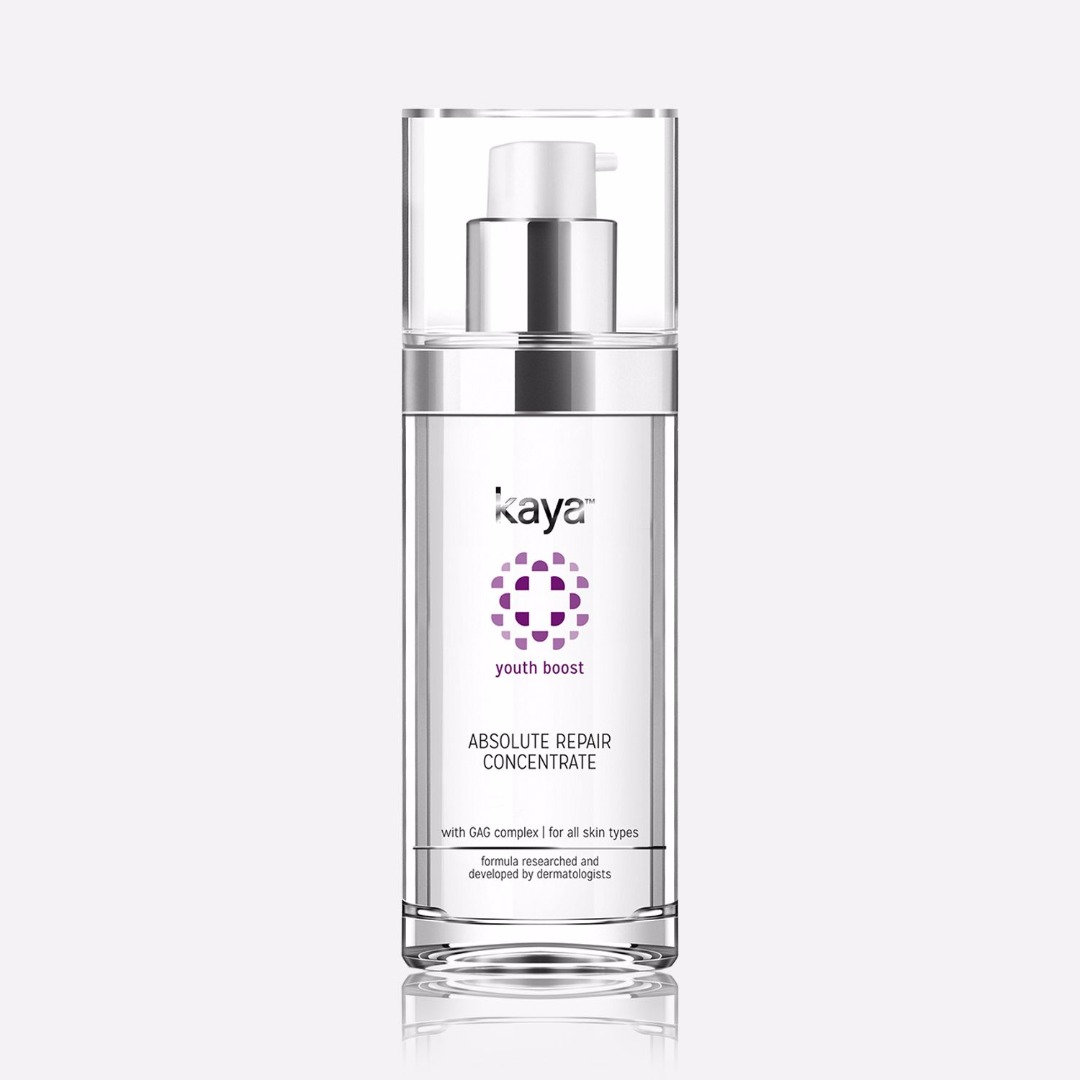 kaya™
youth boost
ABSOLUTE REPAIR
CONCENTRATE
with GAG complex | for all skin types
formula researched and
developed by dermatologists